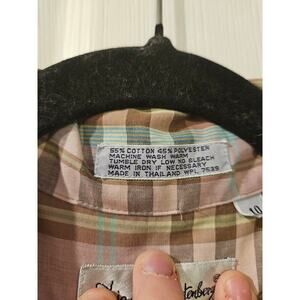 55% COTTON 45% POLYESTER
MACHINE WASH WARM
TUMBLE DRY LOW NO BLEACH
WARM IRON IF NECESSARY
MADE IN THAILAND WPL 7539
10